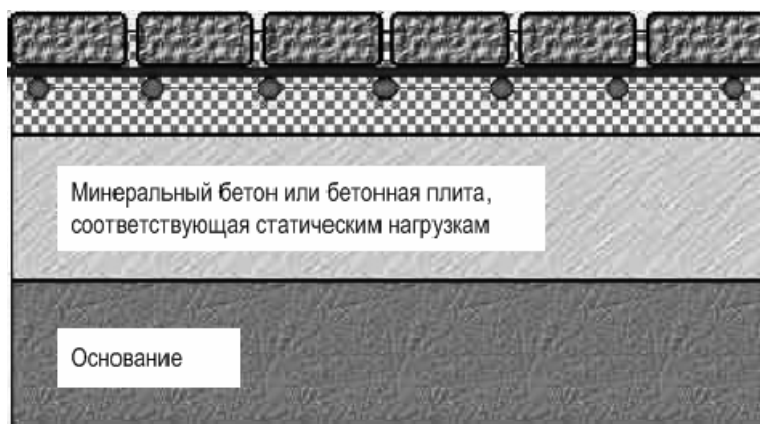 Минеральный бетон или бетонная плита,
соответствующая статическим нагрузкам
Основание